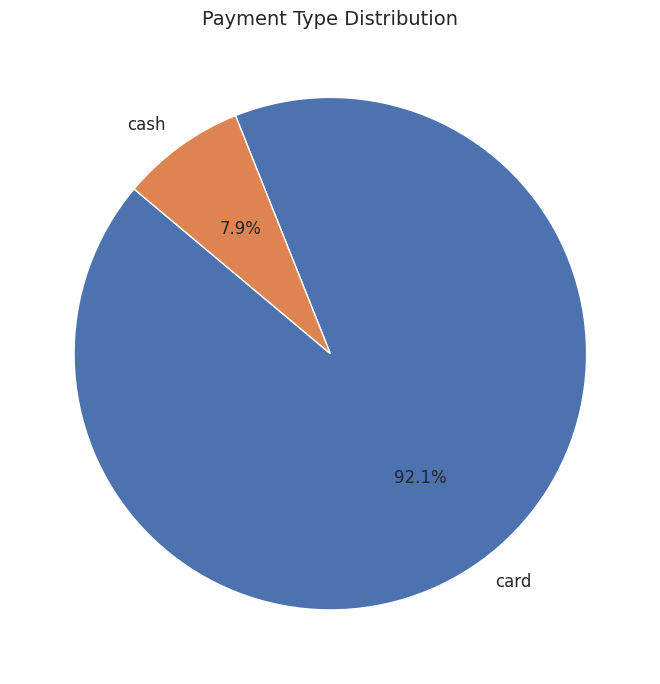 Payment Type Distribution
cash
7.9%
92.1%
card